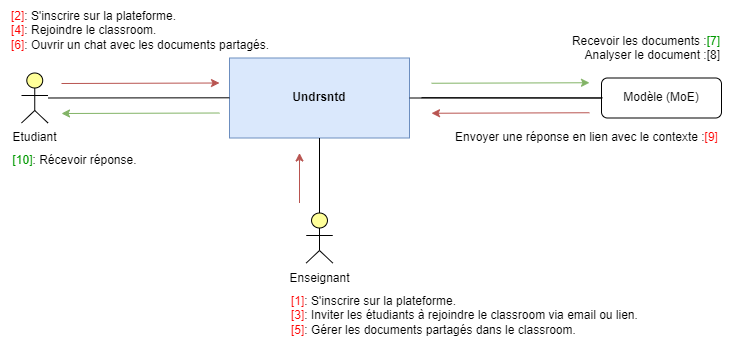 [2]: S'inscrire sur la plateforme.
[4]: Rejoindre le classroom.
[6]: Ouvrir un chat avec les documents partagés.
Recevoir les documents :[7]
Analyser le document :[8]
Undrsntd
Modèle (MoE)
Etudiant
Envoyer une réponse en lien avec le contexte :[9]
[10]: Récevoir réponse.
Enseignant
[1]: S'inscrire sur la plateforme.
[3]: Inviter les étudiants à rejoindre le classroom via email ou lien.
[5]: Gérer les documents partagés dans le classroom.